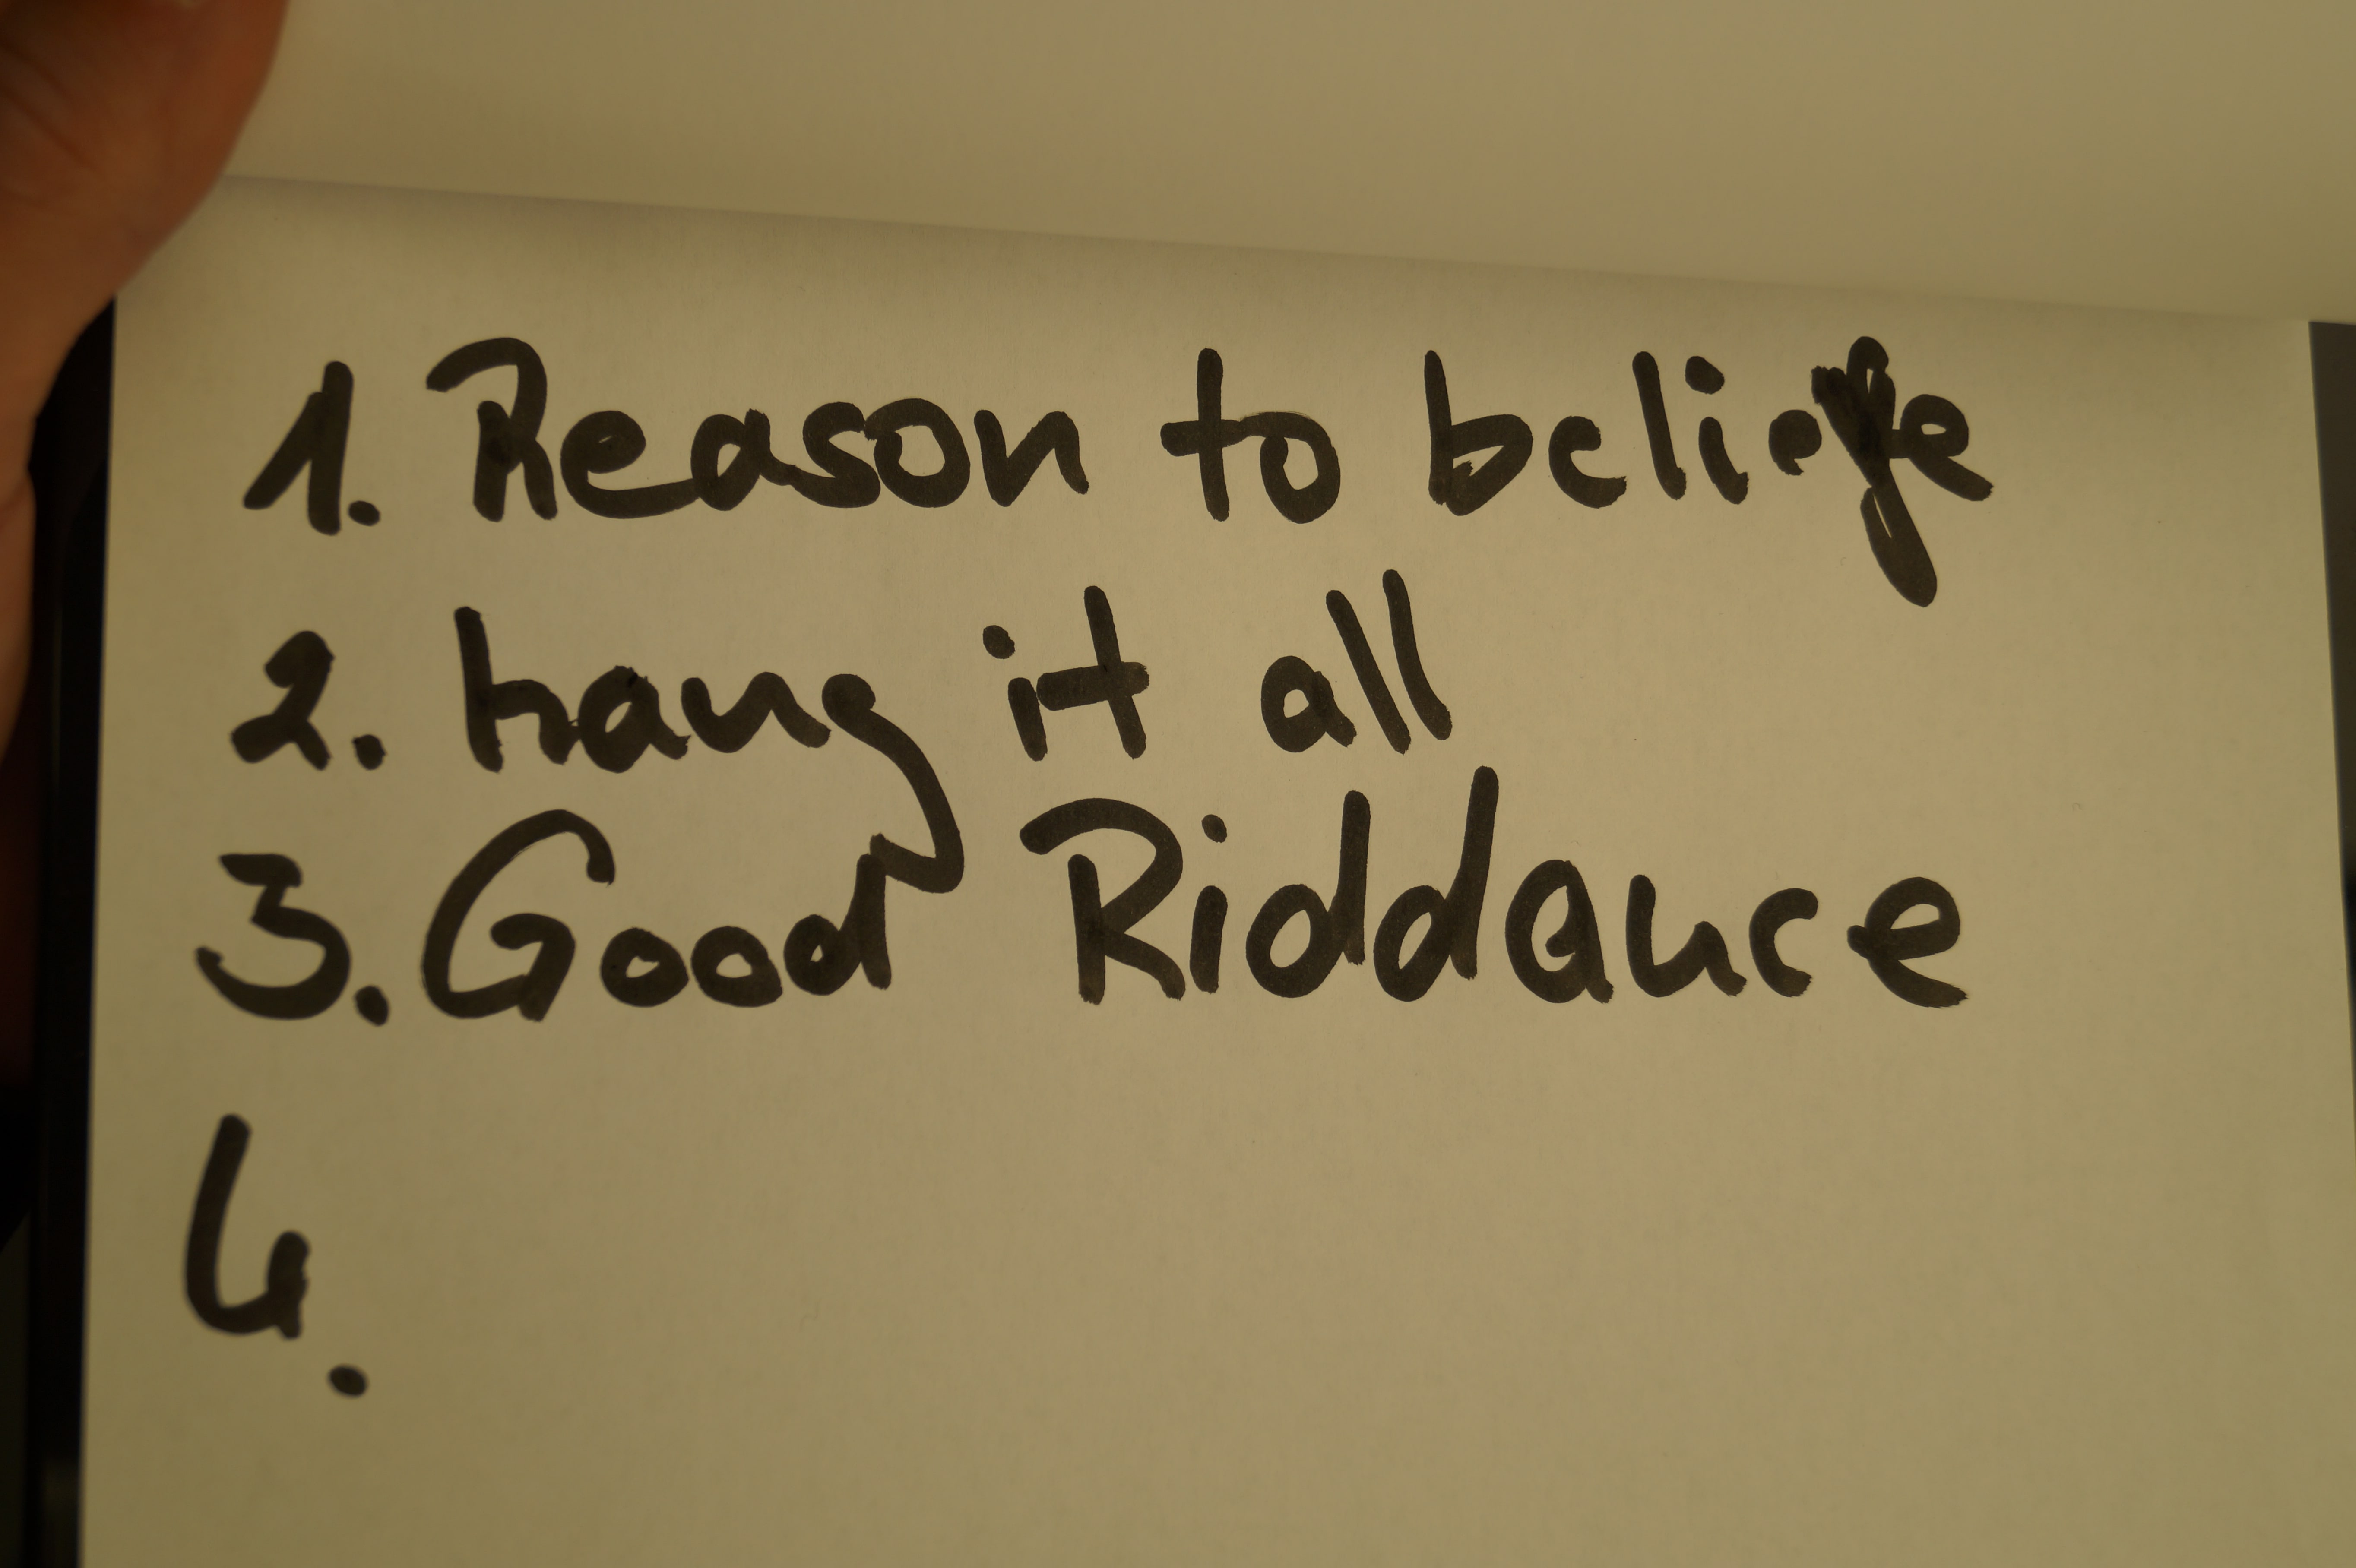 1. Reason to believe
2. hang it all
3. Good Riddance
4.